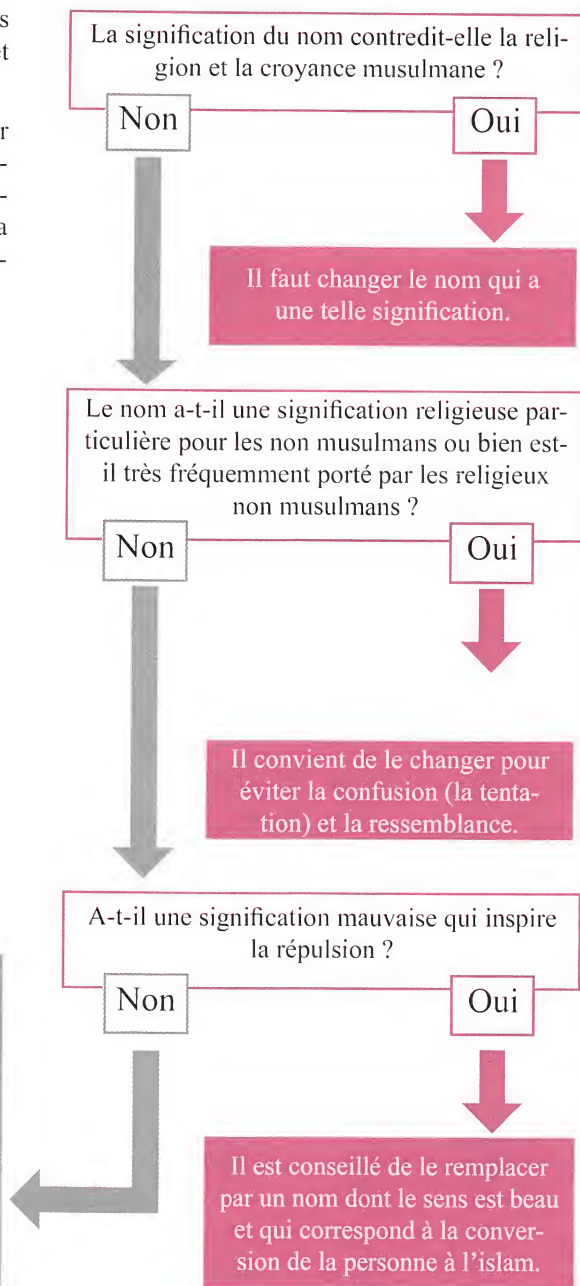 s
et
r
-
-
a
-
La signification du nom contredit-elle la reli-
gion et la croyance musulmane ?
Non
Oui
Il faut changer le nom qui a
une telle signification.
Le nom a-t-il une signification religieuse par-
ticulière pour les non musulmans ou bien est-
il très fréquemment porté par les religieux
non musulmans ?
Non
Oui
Il convient de le changer pour
éviter la confusion (la tenta-
tion) et la ressemblance.
A-t-il une signification mauvaise qui inspire
la répulsion ?
Non
Oui
Il est conseillé de le remplacer
par un nom dont le sens est beau
et qui correspond à la conver-
sion de la personne à l’islam.